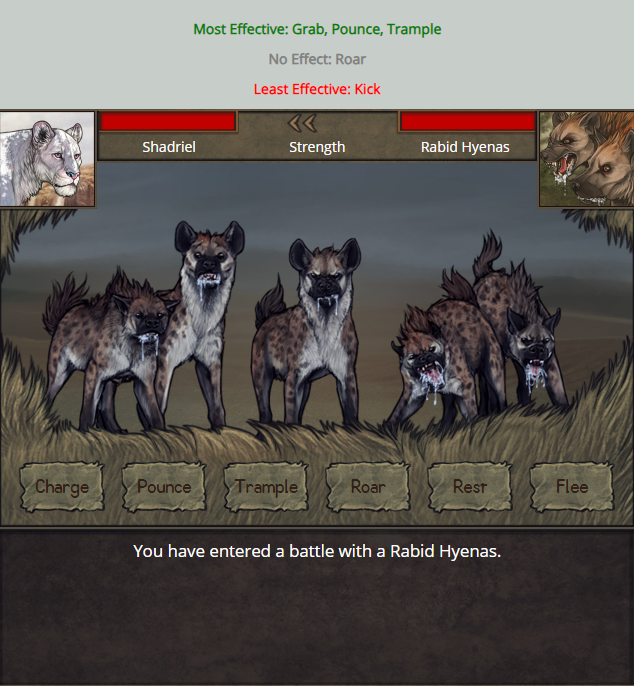 Most Effective: Grab, Pounce, Trample
No Effect: Roar
Least Effective: Kick
Shadriel Strength Rabid Hyenas
Charge Pounce Trample Roar Rest Flee
You have entered a battle with a Rabid Hyenas.